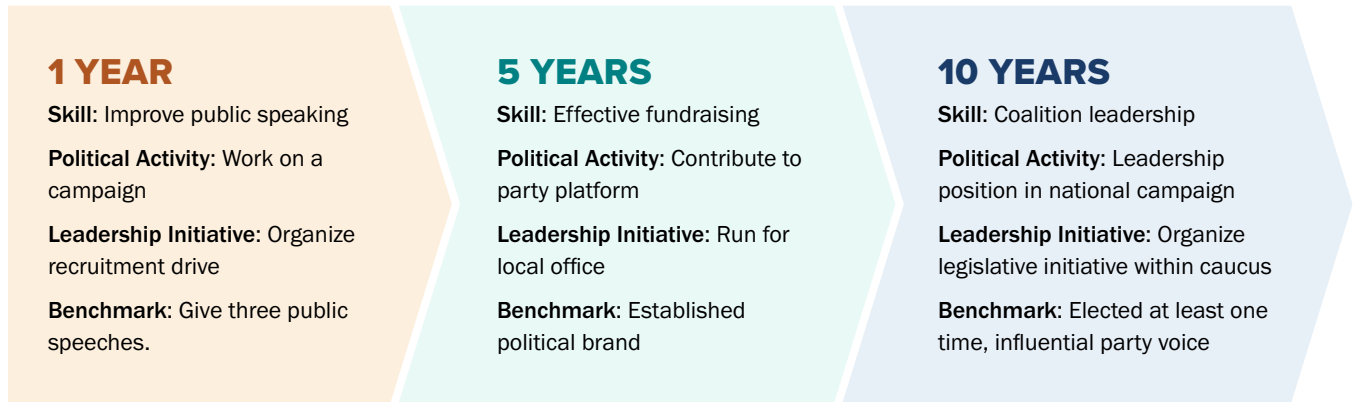 1 YEAR
Skill: Improve public speaking
Political Activity: Work on a
campaign
Leadership Initiative: Organize
recruitment drive
Benchmark: Give three public
speeches.
5 YEARS
Skill: Effective fundraising
Political Activity: Contribute to
party platform
Leadership Initiative: Run for
local office
Benchmark: Established
political brand
10 YEARS
Skill: Coalition leadership
Political Activity: Leadership
position in national campaign
Leadership Initiative: Organize
legislative initiative within caucus
Benchmark: Elected at least one
time, influential party voice